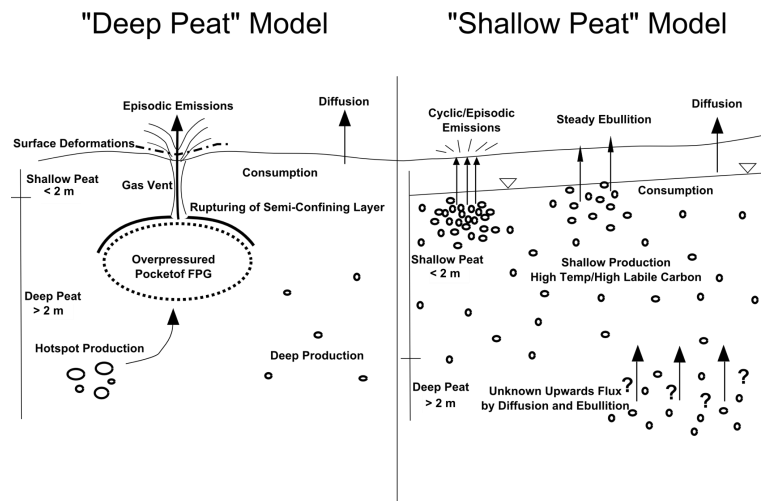 "Deep Peat" Model
Episodic Emissions
Diffusion
Surface Deformations
Shallow Peat
< 2 m
Gas Vent
Consumption
Rupturing of Semi-Confining Layer
Overpressured
Pocketof FPG
Deep Peat
> 2 m
Hotspot Production
Deep Production
"Shallow Peat" Model
Cyclic/Episodic
Emissions
Steady Ebullition
Diffusion
Consumption
Shallow Peat
< 2 m
Shallow Production
High Temp/High Labile Carbon
Deep Peat
> 2 m
Unknown Upwards Flux
by Diffusion and Ebullition
?
?
?
?